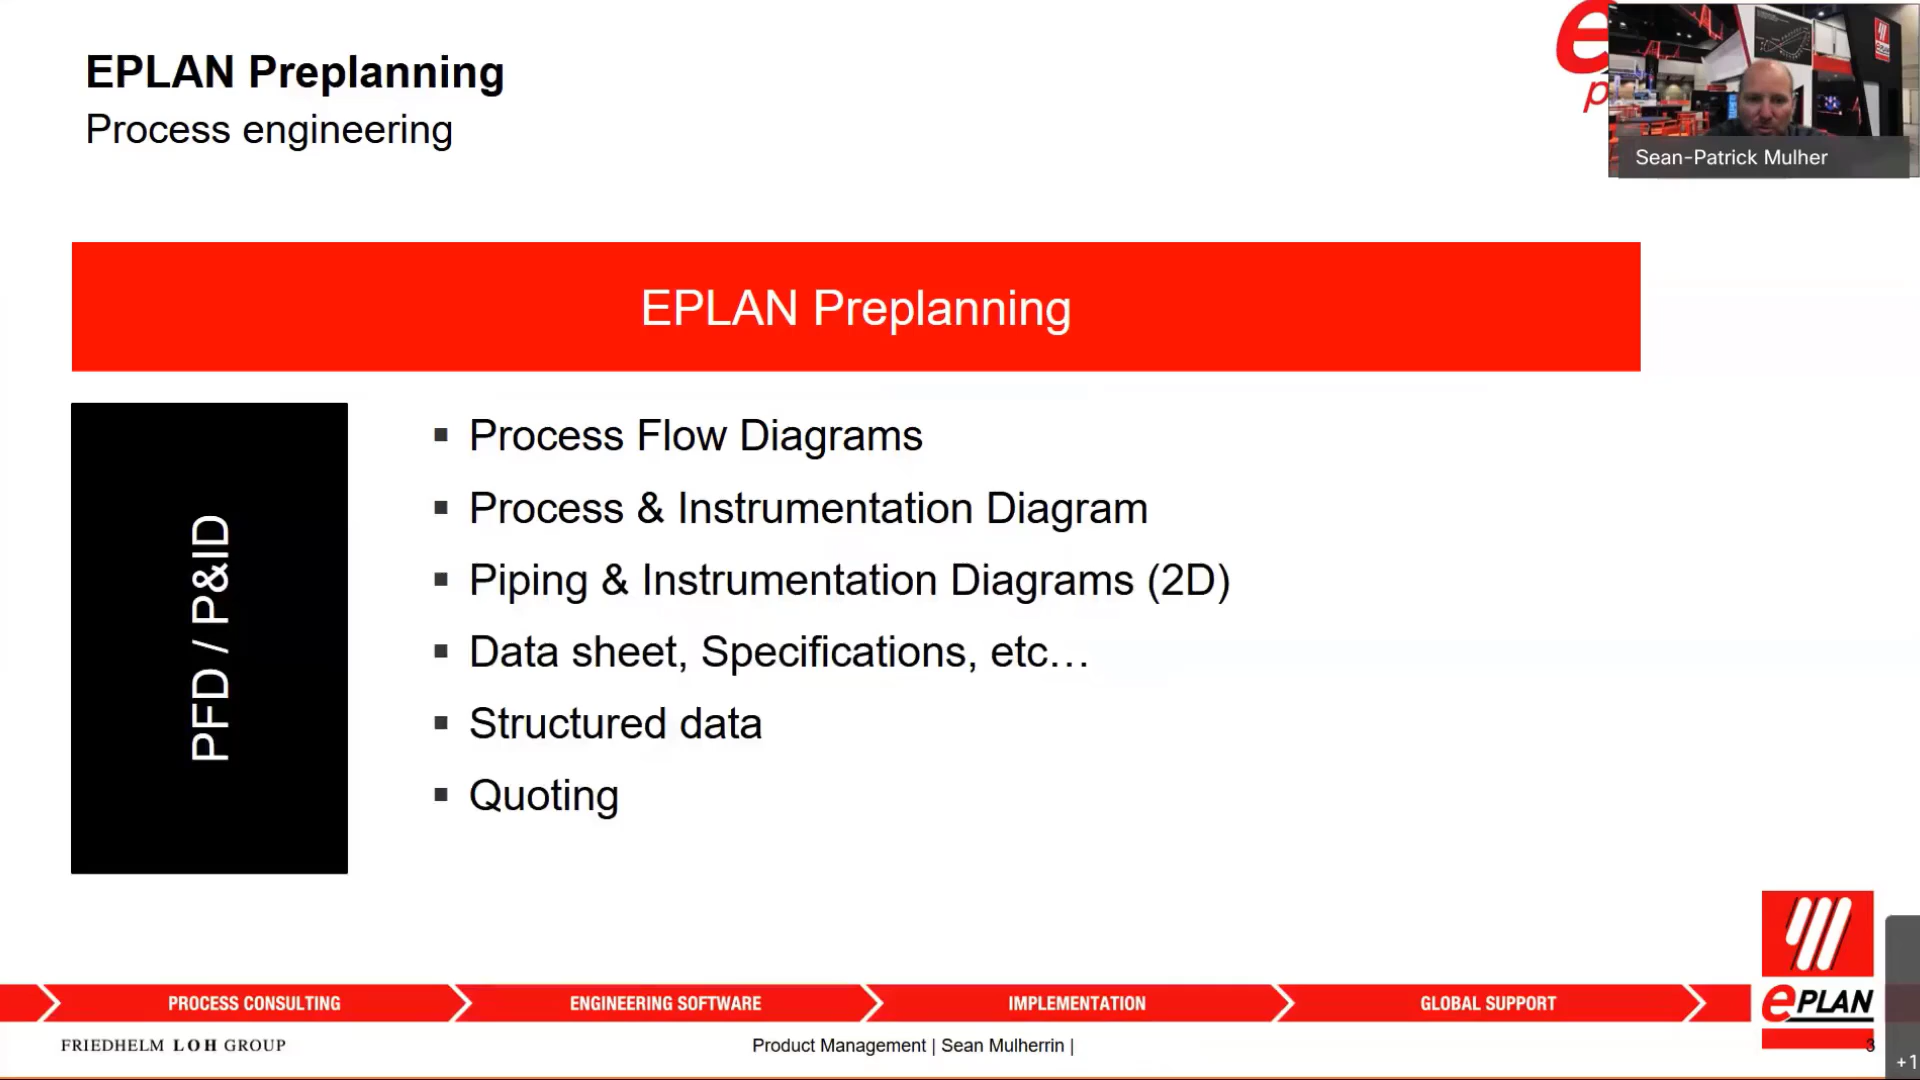 EPLAN Preplanning
Process engineering
e
p
Sean-Patrick Mulher
EPLAN Preplanning
PFD / P&ID
▪ Process Flow Diagrams
▪ Process & Instrumentation Diagram
▪ Piping & Instrumentation Diagrams (2D)
▪ Data sheet, Specifications, etc…
▪ Structured data
▪ Quoting
PROCESS CONSULTING
ENGINEERING SOFTWARE
IMPLEMENTATION
GLOBAL SUPPORT
ePLAN
FRIEDHELM LOH GROUP
Product Management | Sean Mulherrin |
3
+1